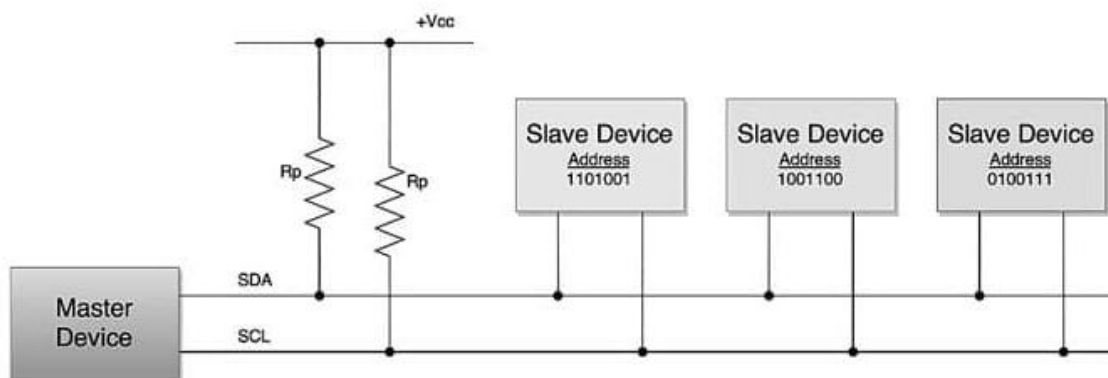 +Vcc
Rp
Rp
Slave Device
Address
1101001
Slave Device
Address
1001100
Slave Device
Address
0100111
SDA
Master
Device
SCL